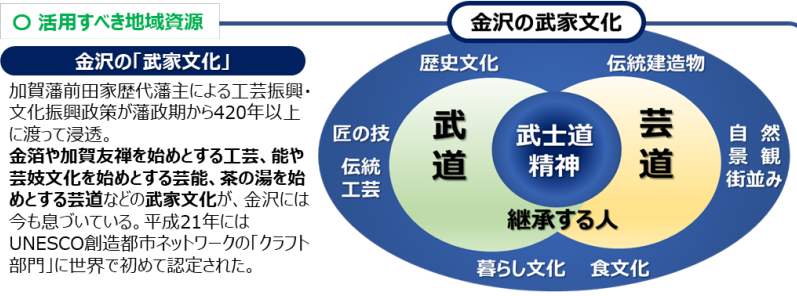 〇 活用すべき地域資源
金沢の「武家文化」
加賀藩前田家歴代藩主による工芸振興・
文化振興政策が藩政期から420年以上
に渡って浸透。
金箔や加賀友禅を始めとする工芸、能や
芸妓文化を始めとする芸能、茶の湯を始
めとする芸道などの武家文化が、金沢には
今も息づいている。平成21年には
UNESCO創造都市ネットワークの「クラフト
部門」に世界で初めて認定された。
金沢の武家文化
歴史文化
伝統建造物
匠の技
伝統
工芸
武道
武士道
精神
芸道
自然
景観
街並み
継承する人
暮らし文化
食文化